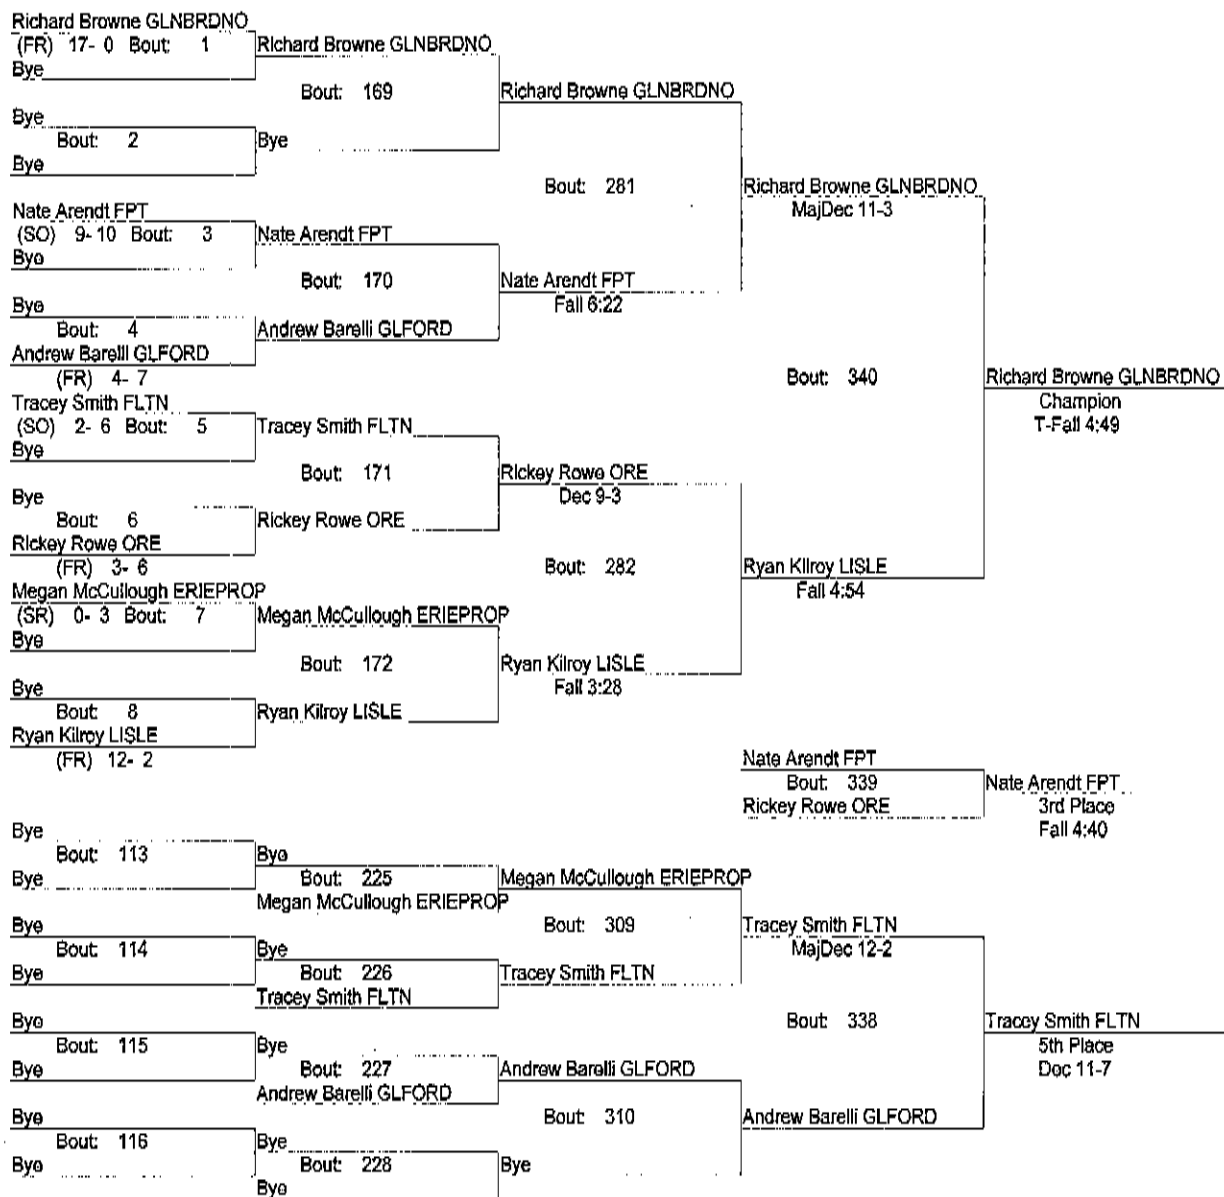 Richard Browne GLNBRDNO
(FR) 17- 0 Bout: 1 Richard Browne GLNBRDNO
Bye
Bout: 169 Richard Browne GLNBRDNO
Bye
Bout: 2 Bye
Bye
Bout: 281 Richard Browne GLNBRDNO
MajDec 11-3
Nate Arendt FPT
(SO) 9- 10 Bout: 3 Nate Arendt FPT
Bye
Bout: 170 Nate Arendt FPT
Fall 6:22
Bye
Bout: 4 Andrew Barelli GLFORD
Andrew Barelli GLFORD
(FR) 4- 7
Bout: 340 Richard Browne GLNBRDNO
Champion
T-Fall 4:49
Tracey Smith FLTN
(SO) 2- 6 Bout: 5 Tracey Smith FLTN
Bye
Bout: 171 Rickey Rowe ORE
Dec 9-3
Bye
Bout: 6 Rickey Rowe ORE
Rickey Rowe ORE
(FR) 3- 6
Bout: 282 Ryan Kilroy LISLE
Fall 4:54
Megan McCullough ERIEPROP
(SR) 0- 3 Bout: 7 Megan McCullough ERIEPROP
Bye
Bout: 172 Ryan Kilroy LISLE
Fall 3:28
Bye
Bout: 8 Ryan Kilroy LISLE
Ryan Kilroy LISLE
(FR) 12- 2
Nate Arendt FPT
Bout: 339 Nate Arendt FPT
Rickey Rowe ORE 3rd Place
Fall 4:40
Bye
Bout: 113 Bye
Bye
Bout: 225 Megan McCullough ERIEPROP
Megan McCullough ERIEPROP
Bout: 309 Tracey Smith FLTN
MajDec 12-2
Bye
Bout: 114 Bye
Bye
Bout: 226 Tracey Smith FLTN
Tracey Smith FLTN
Bout: 338 Tracey Smith FLTN
5th Place
Dec 11-7
Bye
Bout: 115 Bye
Bye
Bout: 227 Andrew Barelli GLFORD
Andrew Barelli GLFORD
Bout: 310 Andrew Barelli GLFORD
Bye
Bout: 116 Bye
Bye
Bout: 228 Bye
Bye